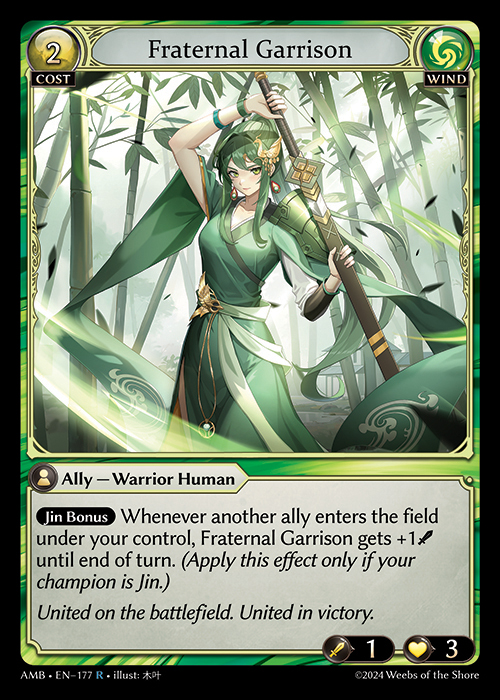 2
Fraternal Garrison
COST
WIND
Ally — Warrior Human
Jin Bonus Whenever another ally enters the field
under your control, Fraternal Garrison gets +1
until end of turn. (Apply this effect only if your
champion is Jin.)
United on the battlefield. United in victory.
1
3
AMB • EN–177 R • illust: 木叶
©2024 Weebs of the Shore